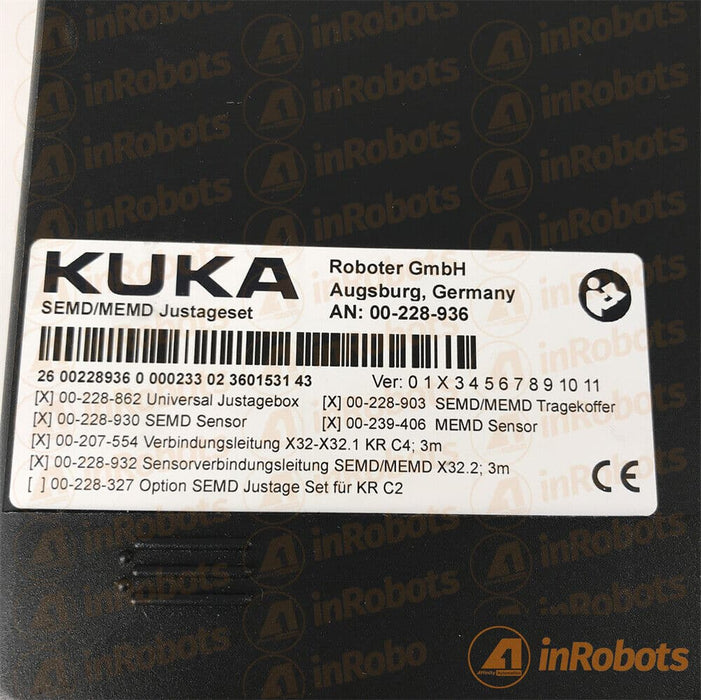 KUKA
Roboter GmbH
Augsburg, Germany
SEMD/MEMD Justageset
AN: 00-228-936
26 00228936 0 000233 02 3601531 43
Ver: 0 1 X 3 4 5 6 7 8 9 10 11
[X] 00-228-862 Universal Justagebox [X] 00-228-903 SEMD/MEMD Tragekoffer
[X] 00-228-930 SEMD Sensor [X] 00-239-406 MEMD Sensor
[X] 00-207-554 Verbindungsleitung X32-X32.1 KR C4; 3m
[X] 00-228-932 Sensorverbindungsleitung SEMD/MEMD X32.2; 3m
[ ] 00-228-327 Option SEMD Justage Set für KR C2
CE
A1 inRobots
Affinity Automation